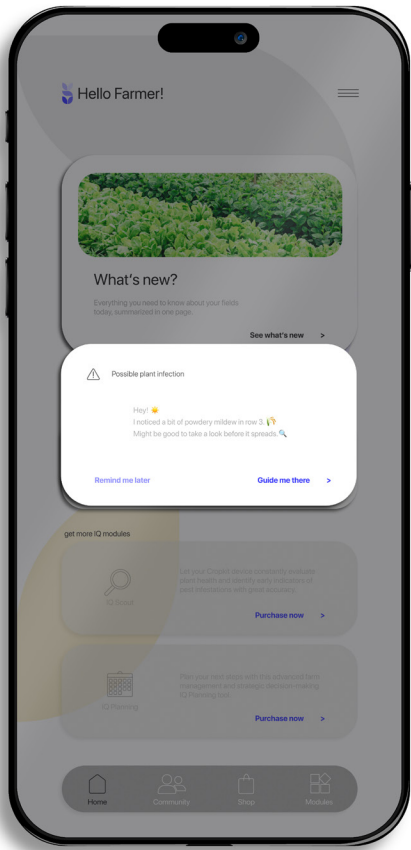 Hello Farmer!
What's new?
Everything you need to know about your fields
today, summarized in one page.
See what's new >
Possible plant infection
Hey! ☀️
I noticed a bit of powdery mildew in row 3. 🌾
Might be good to take a look before it spreads.🔍
Remind me later
Guide me there >
get more IQ modules
IQ Scout
Let your CropIQ device constantly evaluate
plant health and identify early indicators of
pest infestations with great accuracy.
Purchase now >
IQ Planning
Plan your next steps with this advanced farm
management and strategic decision-making
IQ Planning tool.
Purchase now >
Home
Community
Shop
Modules